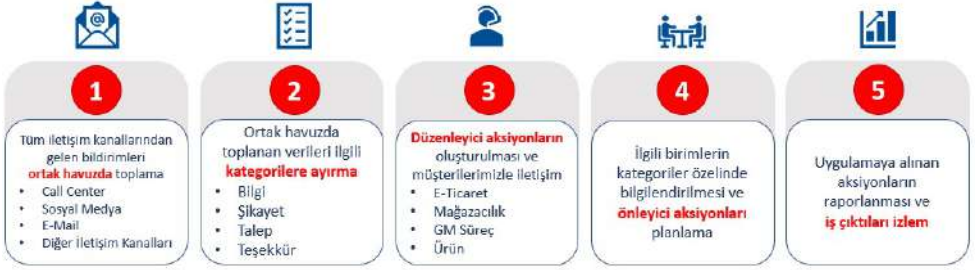 1
Tüm iletişim kanallarından
gelen bildirimleri
ortak havuzda toplama
• Call Center
• Sosyal Medya
• E-Mail
• Diğer İletişim Kanalları
2
Ortak havuzda
toplanan verileri ilgili
kategorilere ayırma
• Bilgi
• Şikayet
• Talep
• Teşekkür
3
Düzenleyici aksiyonların
oluşturulması ve
müşterilerimizle iletişim
• E-Ticaret
• Mağazacılık
• GM Süreç
• Ürün
4
İlgili birimlerin
kategoriler özelinde
bilgilendirilmesi ve
önleyici aksiyonları
planlama
5
Uygulamaya alınan
aksiyonların
raporlanması ve
iş çıktıları izlem